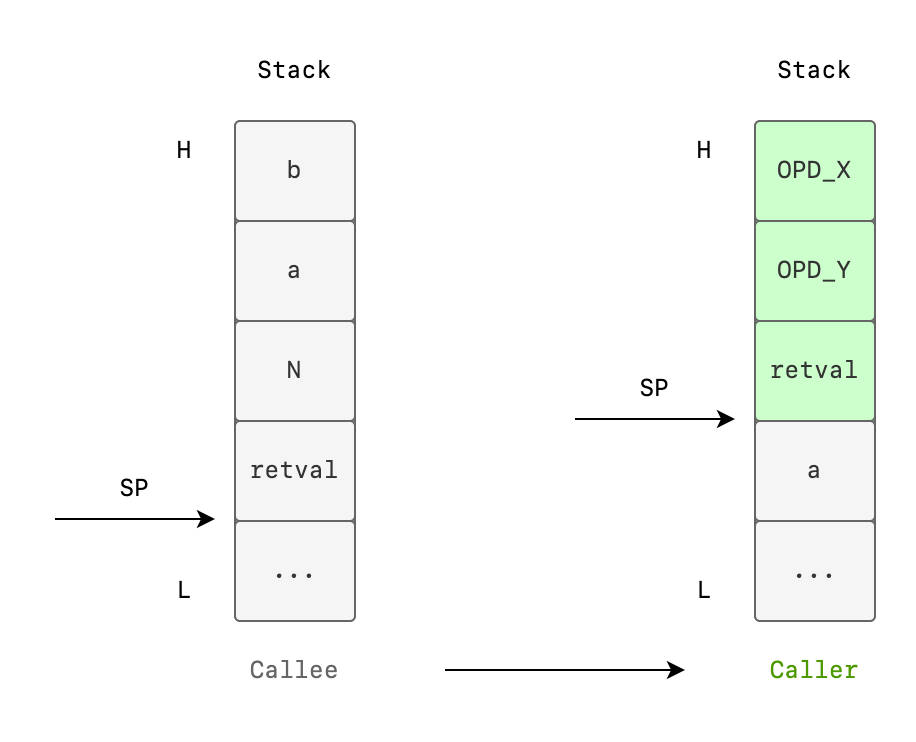 Stack
H
b
a
N
SP
retval
...
L
Callee
Stack
H
OPD_X
OPD_Y
SP
retval
a
...
L
Caller